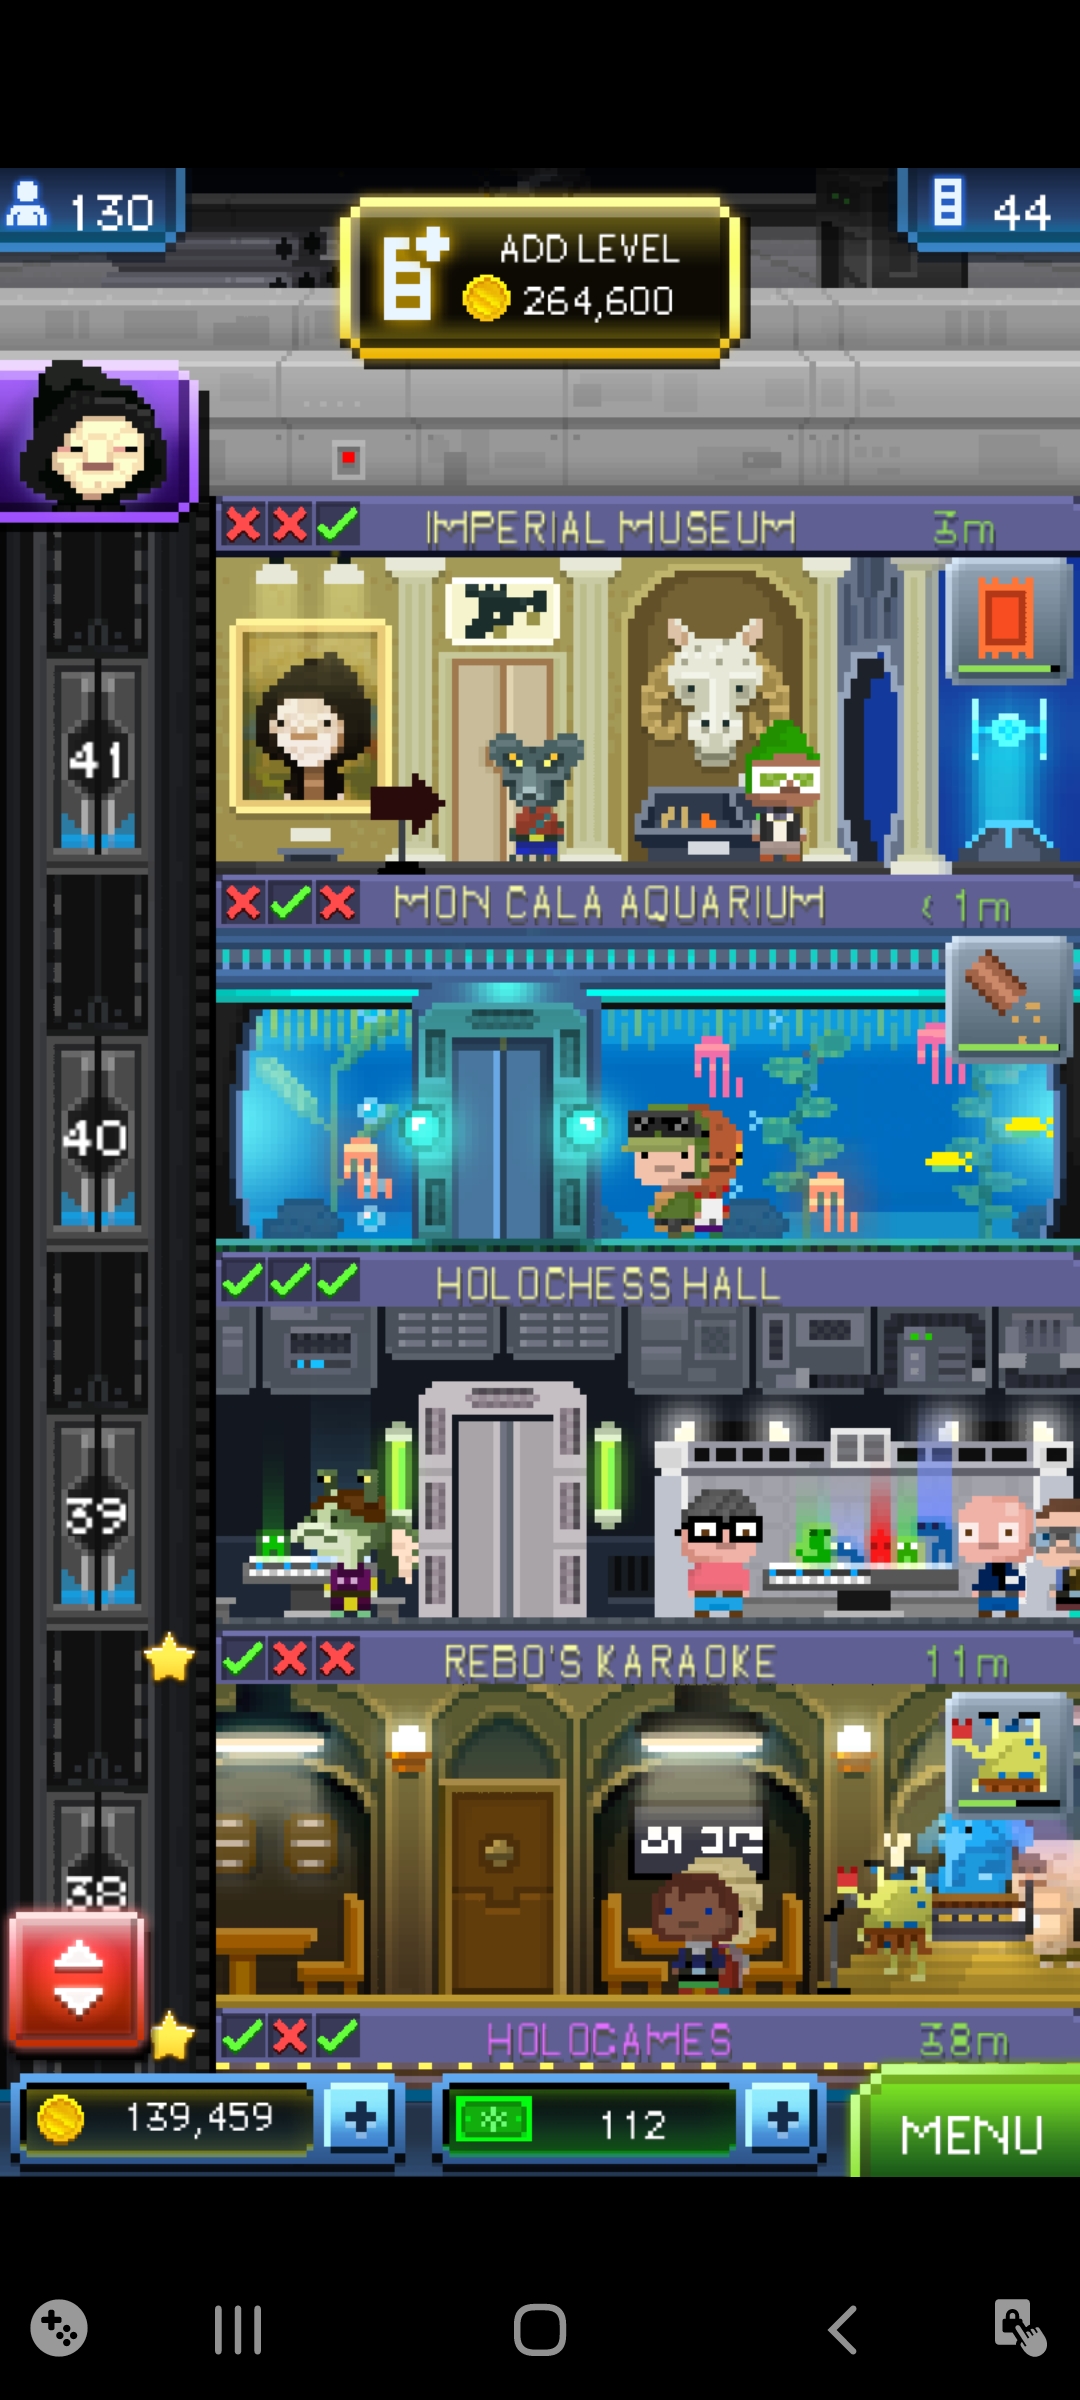 130
44
ADD LEVEL
264,600
IMPERIAL MUSEUM 3m
41
MON CALA AQUARIUM < 1m
40
HOLOCHESS HALL
39
REBO'S KARAOKE 11m
38
HOLOGAMES 38m
139,459
112
MENU